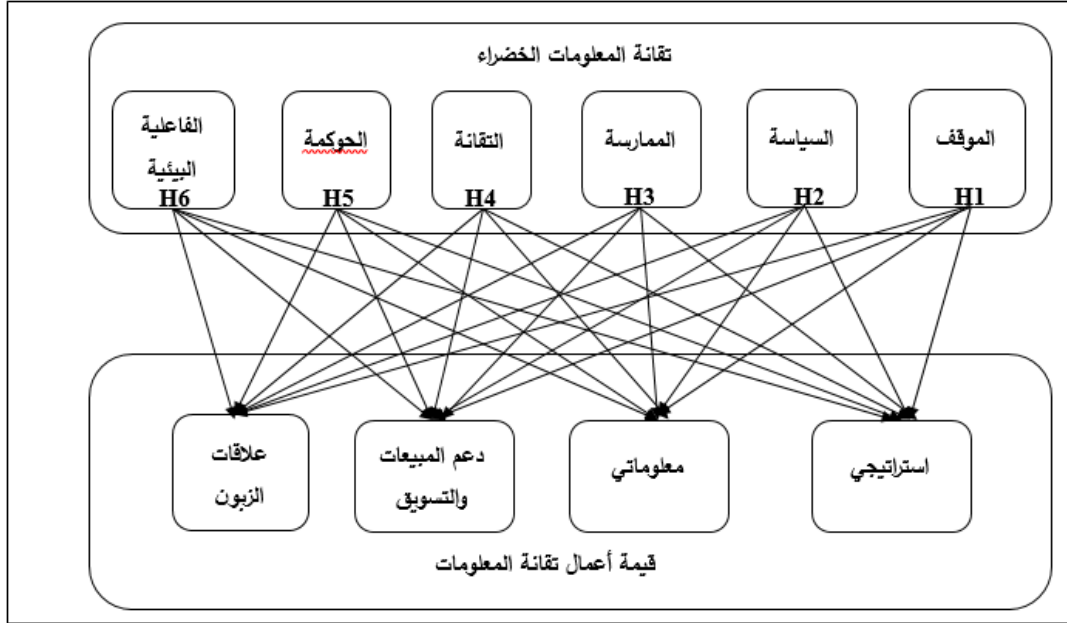 تقانة المعلومات الخضراء
الموقف
السياسة
الممارسة
التقانة
الحوكمة
الفاعلية
البيئية
H1
H2
H3
H4
H5
H6
استراتيجي
معلوماتي
دعم المبيعات
والتسويق
علاقات
الزبون
قيمة أعمال تقانة المعلومات